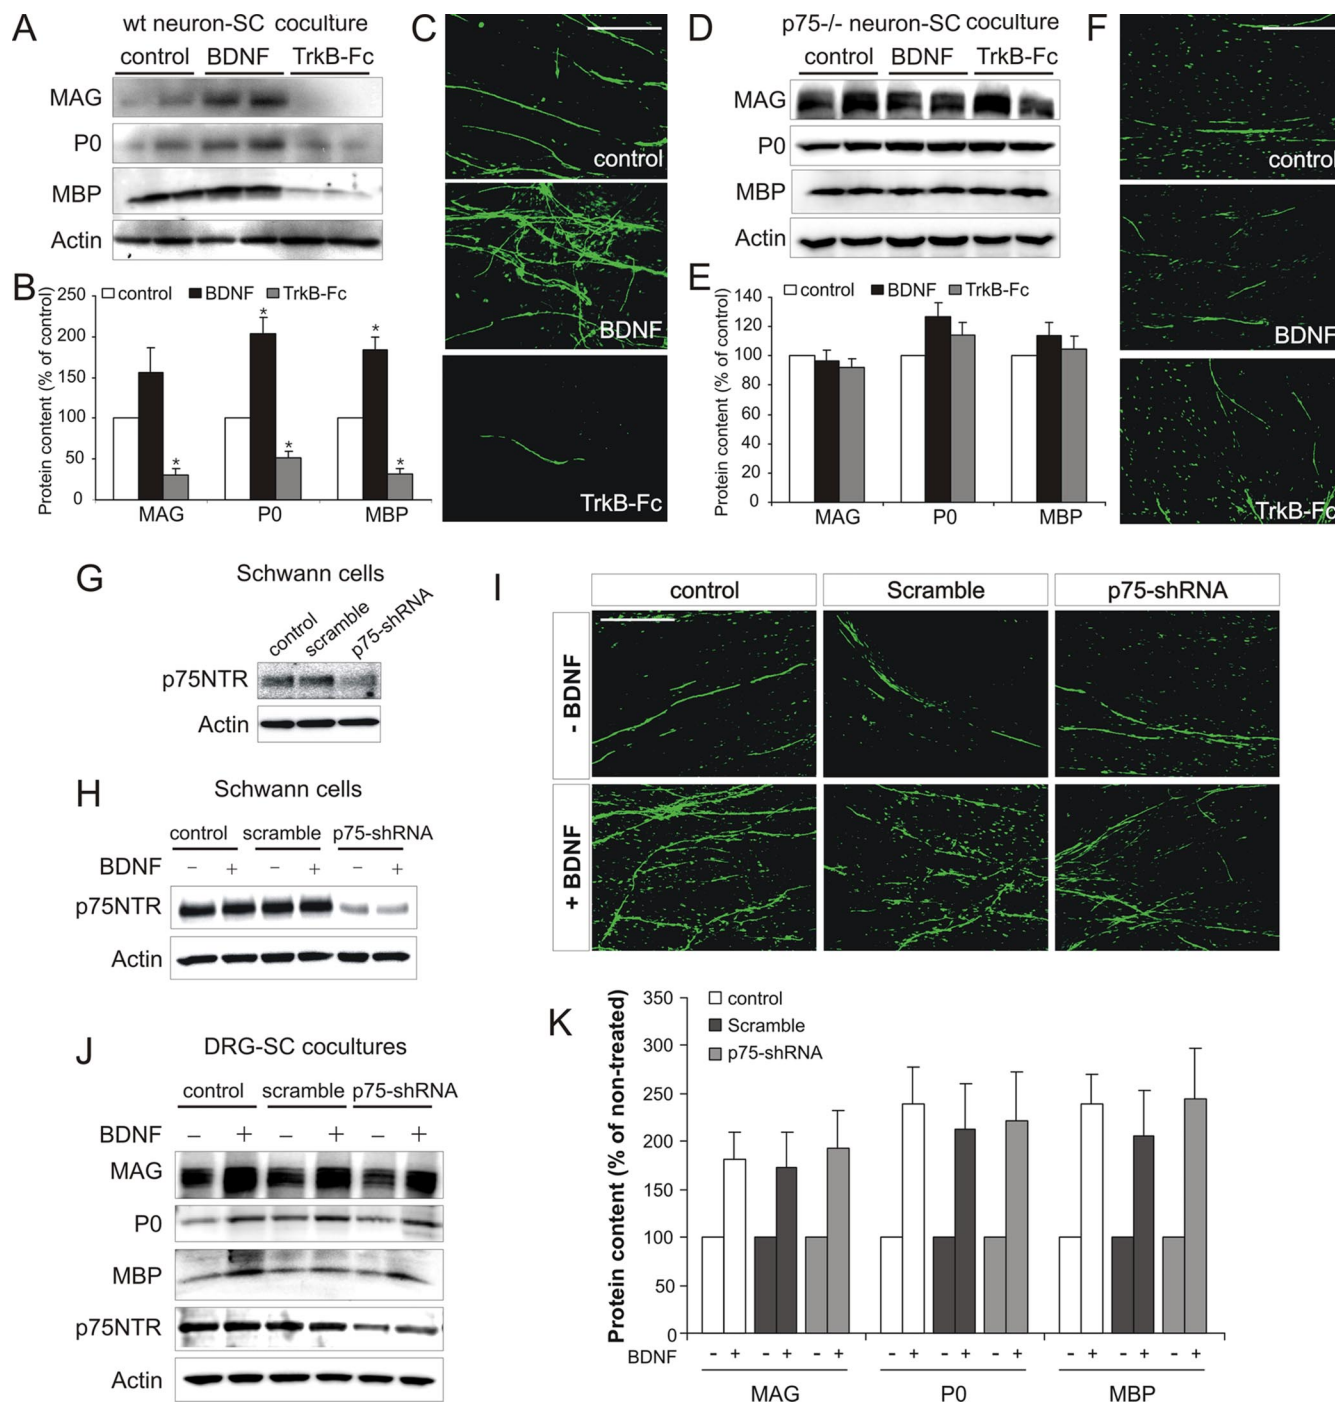 A
wt neuron-SC coculture
control BDNF TrkB-Fc
MAG
P0
MBP
Actin
B
Protein content (% of control)
control BDNF TrkB-Fc
250
200
150
100
50
0
* * * * *
MAG P0 MBP
C
control
BDNF
TrkB-Fc
D
p75-/- neuron-SC coculture
control BDNF TrkB-Fc
MAG
P0
MBP
Actin
E
Protein content (% of control)
control BDNF TrkB-Fc
140
120
100
80
60
40
20
0
MAG P0 MBP
F
control
BDNF
TrkB-Fc
G
Schwann cells
control scramble p75-shRNA
p75NTR
Actin
H
Schwann cells
control scramble p75-shRNA
BDNF – + – + – +
p75NTR
Actin
I
control Scramble p75-shRNA
- BDNF
+ BDNF
J
DRG-SC cocultures
control scramble p75-shRNA
BDNF – + – + – +
MAG
P0
MBP
p75NTR
Actin
K
Protein content (% of non-treated)
control
Scramble
p75-shRNA
350
300
250
200
150
100
50
0
BDNF - + - + - + - + - + - + - + - + - +
MAG P0 MBP